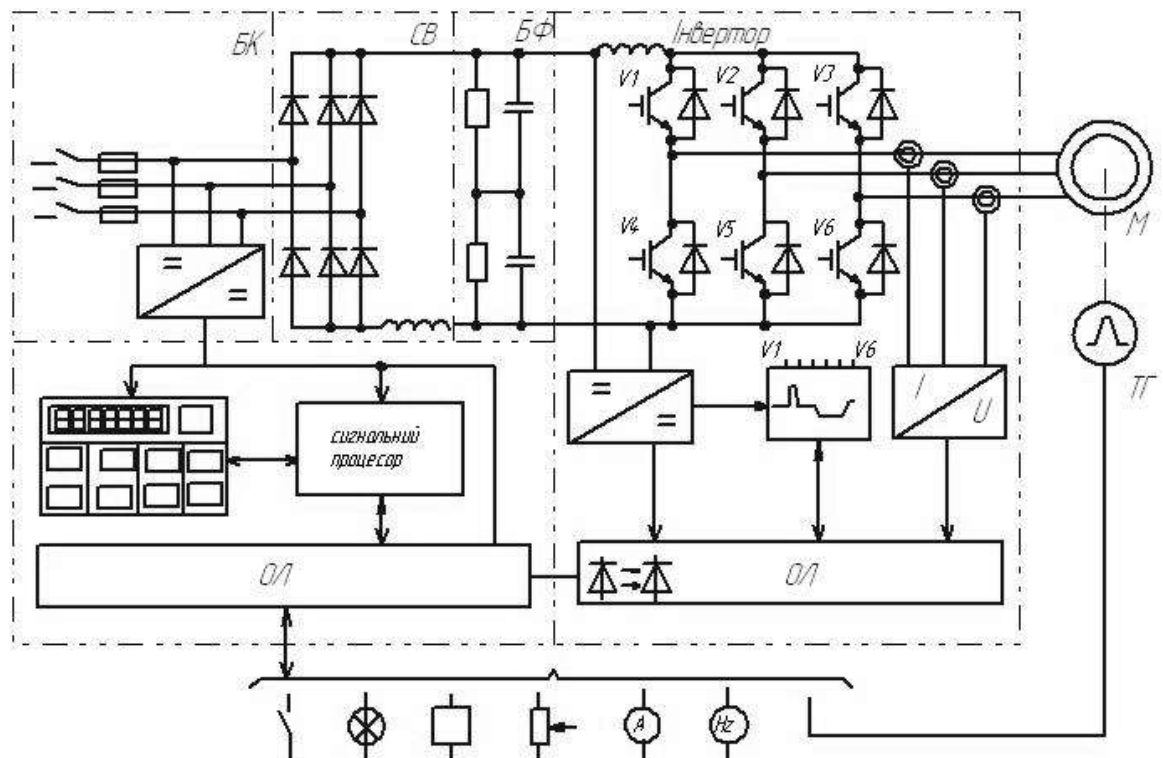 БК
СВ
БФ
Інвертор
V1
V2
V3
V4
V5
V6
М
V1
V6
I
U
ТГ
сигнальний
процесор
ОЛ
ОЛ
A
Hz